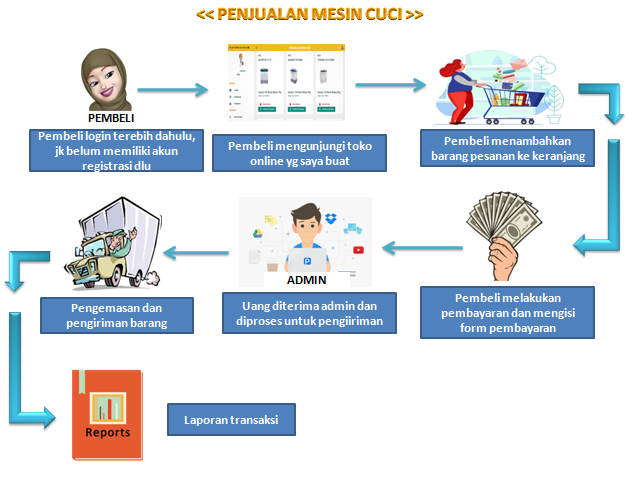 << PENJUALAN MESIN CUCI >>
PEMBELI
Pembeli login terebih dahulu,
jk belum memiliki akun
registrasi dlu
Pembeli mengunjungi toko
online yg saya buat
Pembeli menambahkan
barang pesanan ke keranjang
Pembeli melakukan
pembayaran dan mengisi
form pembayaran
ADMIN
Uang diterima admin dan
diproses untuk pengiiriman
Pengemasan dan
pengiriman barang
Reports
Laporan transaksi